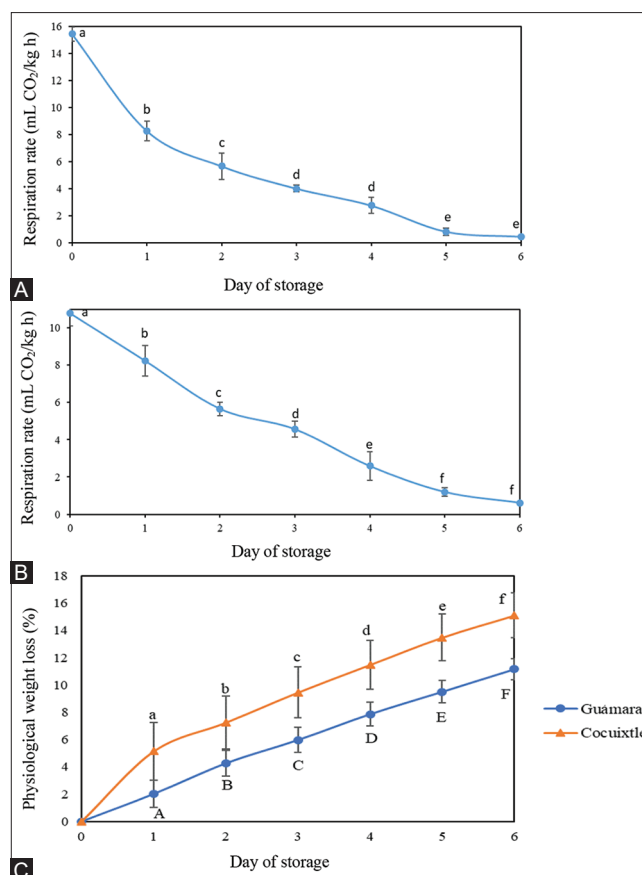 Respiration rate (mL CO₂/kg h)
16
14
12
10
8
6
4
2
0
a
b
c
d
d
e
e
0 1 2 3 4 5 6
Day of storage
A
Respiration rate (mL CO₂/kg h)
10
8
6
4
2
0
a
b
c
d
e
f
f
0 1 2 3 4 5 6
Day of storage
B
Physiological weight loss (%)
18
16
14
12
10
8
6
4
2
0
a
b
c
d
e
f
A
B
C
D
E
F
Guámara
Cocuixtle
0 1 2 3 4 5 6
Day of storage
C